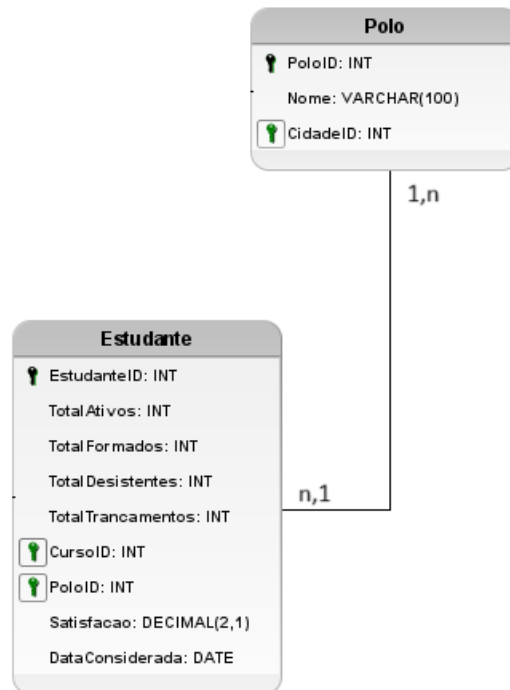 Polo
PoloID: INT
Nome: VARCHAR(100)
CidadeID: INT
1,n
Estudante
EstudanteID: INT
TotalAtivos: INT
TotalFormados: INT
TotalDesistentes: INT
n,1
TotalTrancamentos: INT
CursoID: INT
PoloID: INT
Satisfacao: DECIMAL(2,1)
DataConsiderada: DATE